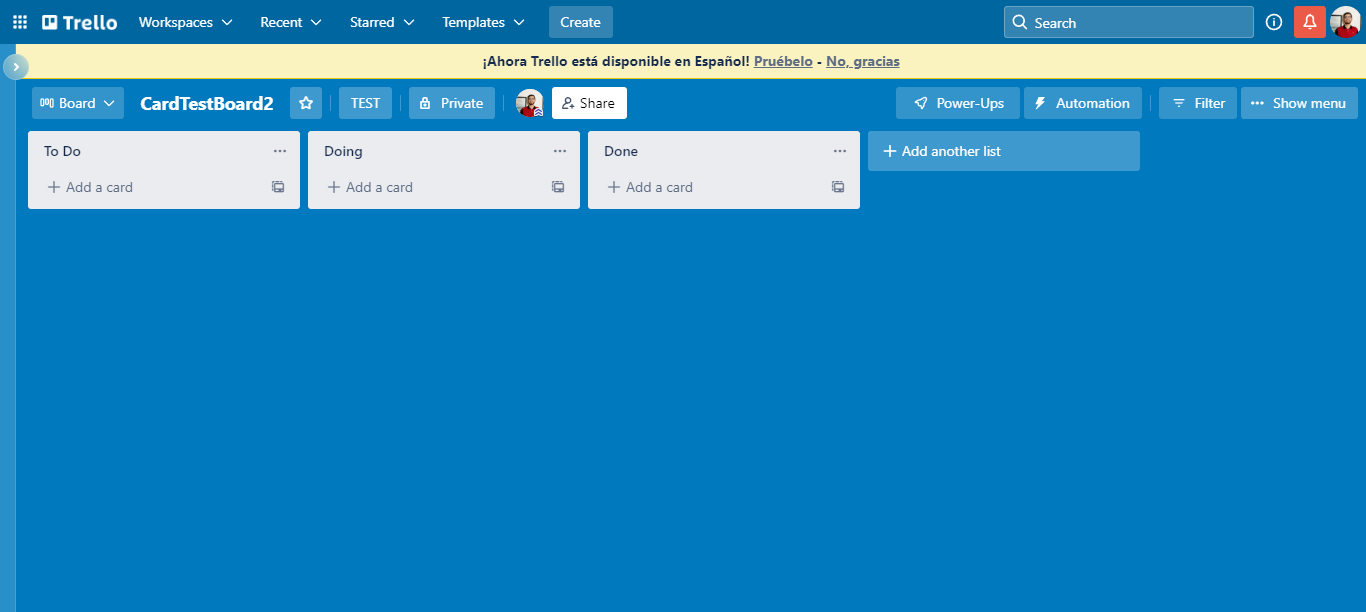 Trello Workspaces Recent Starred Templates Create Search
¡Ahora Trello está disponible en Español! Pruébelo - No, gracias
Board CardTestBoard2 TEST Private Share Power-Ups Automation Filter Show menu
To Do Doing Done + Add another list
+ Add a card + Add a card + Add a card